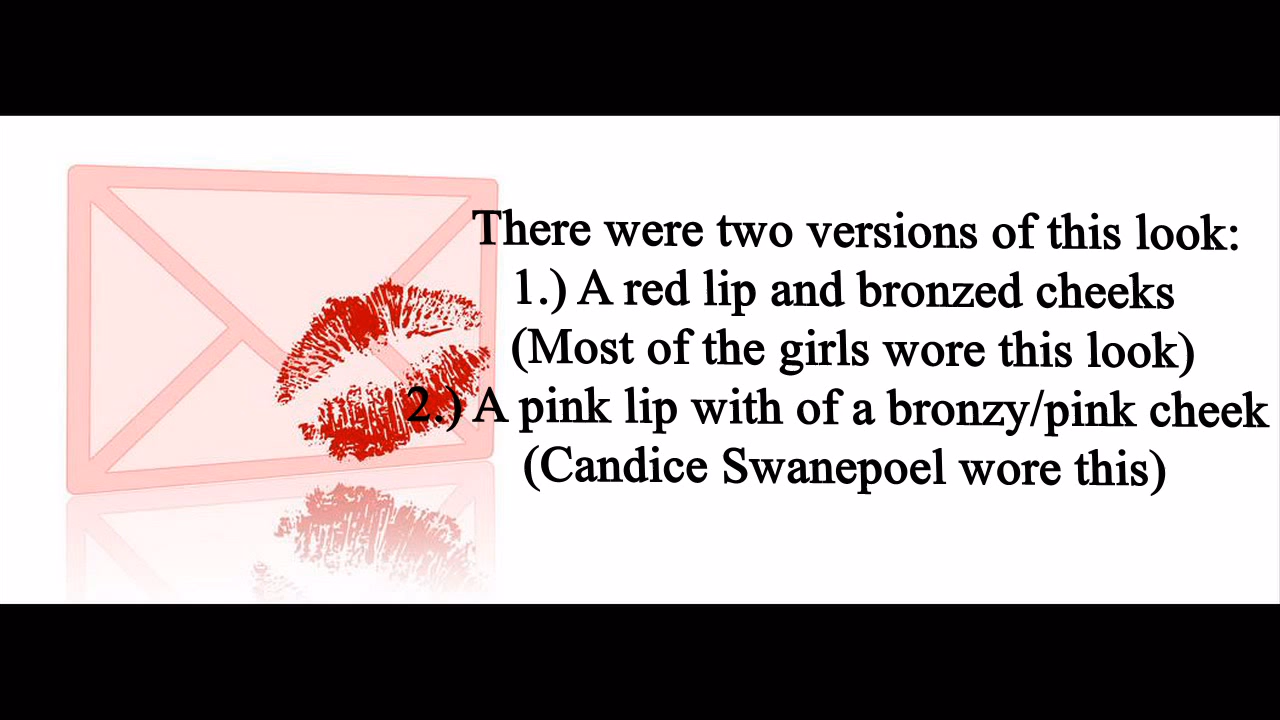 There were two versions of this look:
1.) A red lip and bronzed cheeks
(Most of the girls wore this look)
2.) A pink lip with of a bronzy/pink cheek
(Candice Swanepoel wore this)